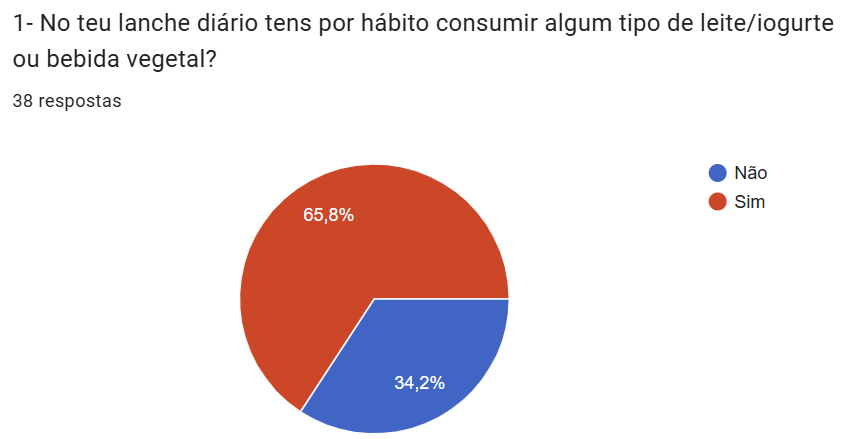 1- No teu lanche diário tens por hábito consumir algum tipo de leite/iogurte
ou bebida vegetal?
38 respostas
Não
Sim
65,8%
34,2%